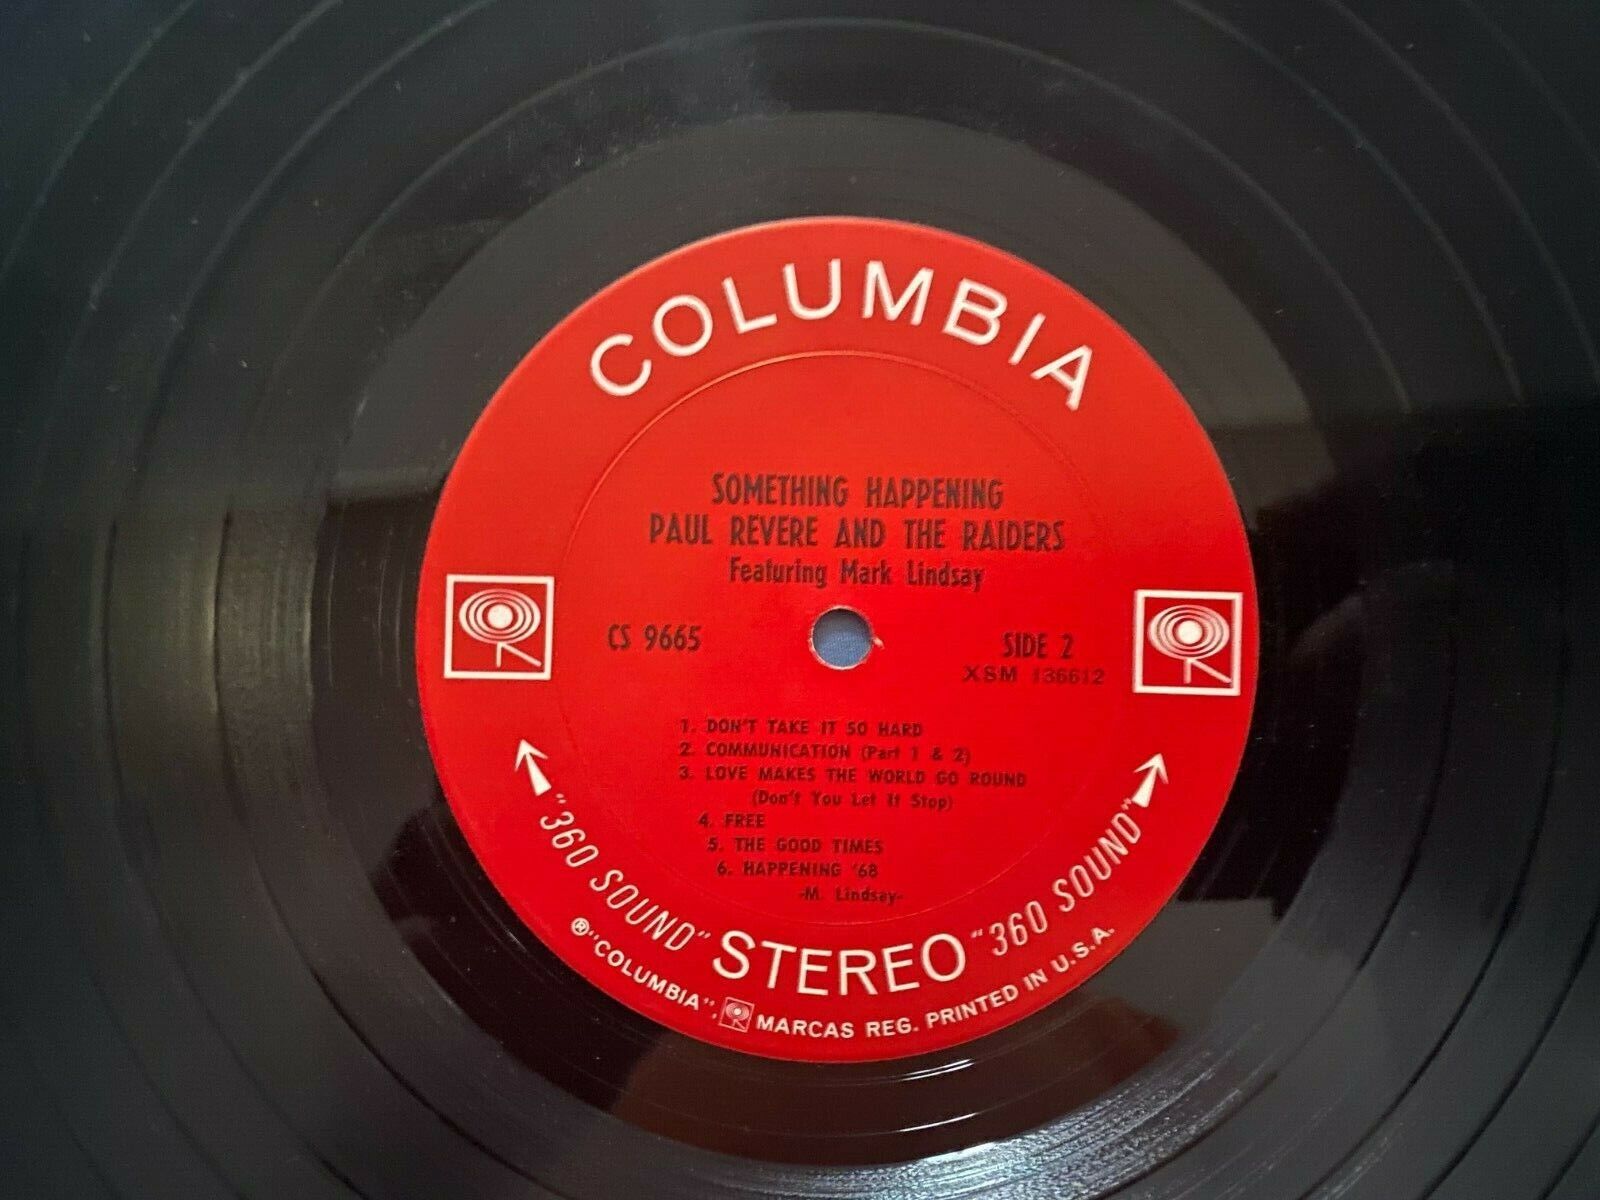 COLUMBIA
SOMETHING HAPPENING
PAUL REVERE AND THE RAIDERS
Featuring Mark Lindsay
CS 9665
SIDE 2
XSM 136612
1. DON'T TAKE IT SO HARD
2. COMMUNICATION (Part 1 & 2)
3. LOVE MAKES THE WORLD GO ROUND
(Don't You Let It Stop)
4. FREE
5. THE GOOD TIMES
6. HAPPENING '68
-M. Lindsay-
"360 SOUND" STEREO "360 SOUND"
® "COLUMBIA", MARCAS REG. PRINTED IN U.S.A.